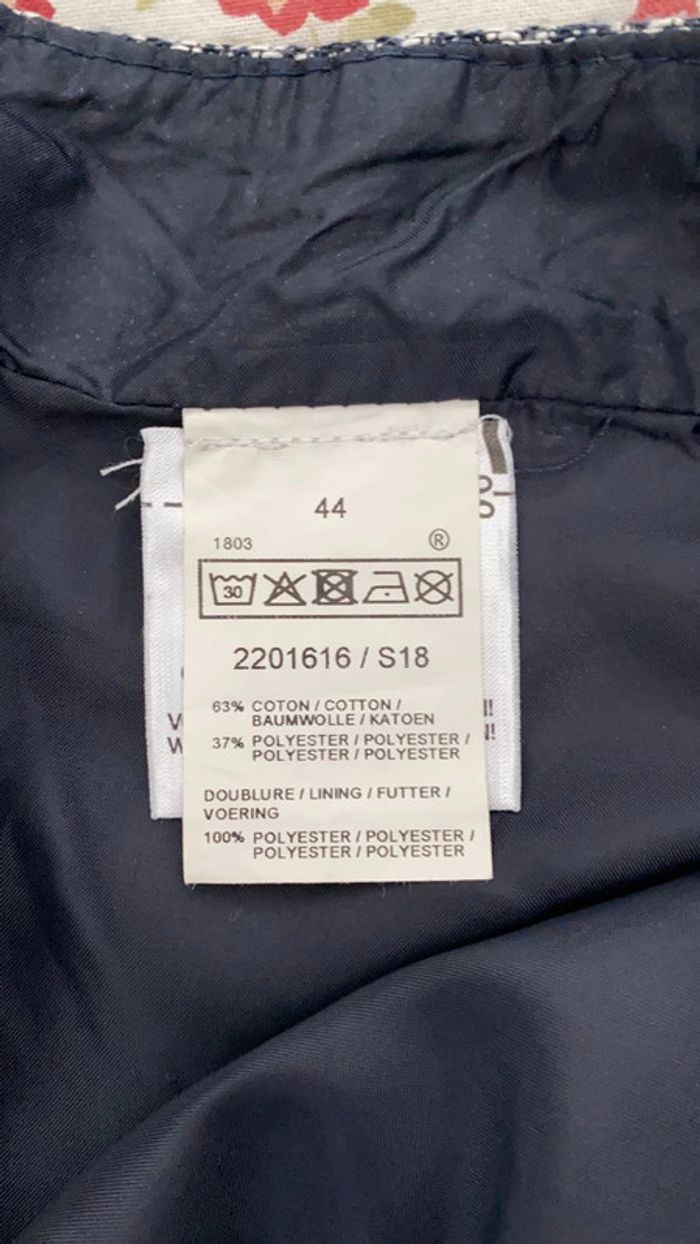 44
1803
®
30
2201616 / S18
63% COTON / COTTON /
BAUMWOLLE / KATOEN
37% POLYESTER / POLYESTER /
POLYESTER / POLYESTER
DOUBLURE / LINING / FUTTER /
VOERING
100% POLYESTER / POLYESTER /
POLYESTER / POLYESTER